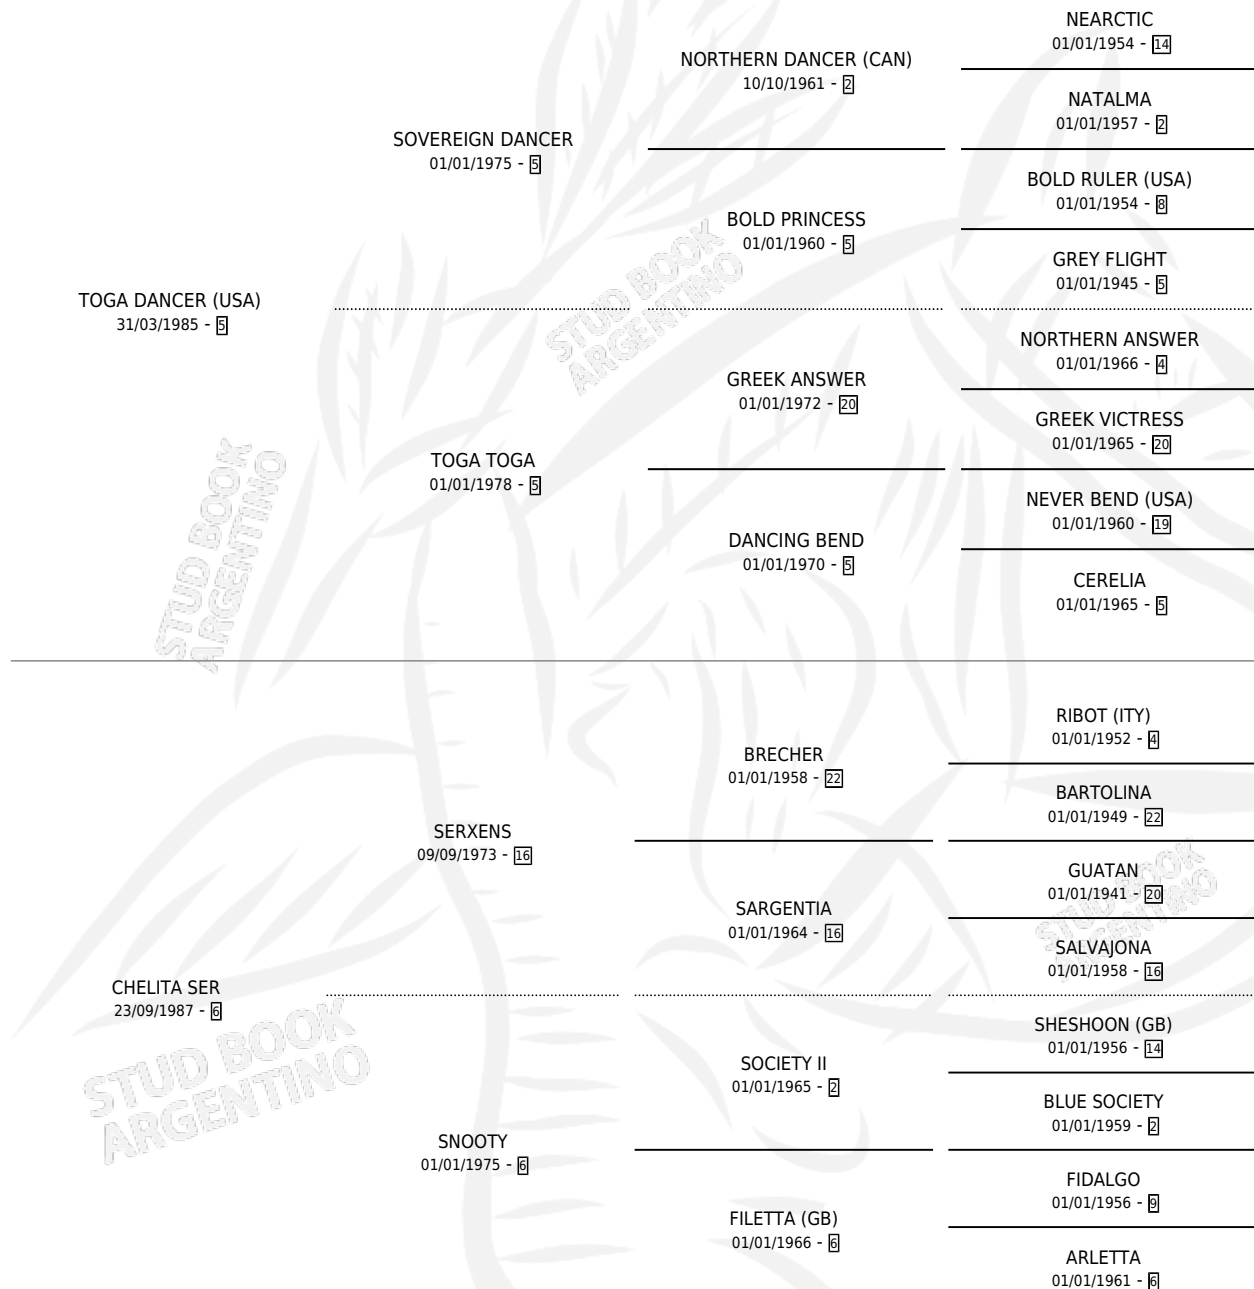 NEARCTIC
01/01/1954 - 14
NORTHERN DANCER (CAN)
10/10/1961 - 2
NATALMA
01/01/1957 - 2
SOVEREIGN DANCER
01/01/1975 - 5
BOLD RULER (USA)
01/01/1954 - 8
BOLD PRINCESS
01/01/1960 - 5
GREY FLIGHT
01/01/1945 - 5
TOGA DANCER (USA)
31/03/1985 - 5
NORTHERN ANSWER
01/01/1966 - 4
GREEK ANSWER
01/01/1972 - 20
GREEK VICTRESS
01/01/1965 - 20
TOGA TOGA
01/01/1978 - 5
NEVER BEND (USA)
01/01/1960 - 19
DANCING BEND
01/01/1970 - 5
CERELIA
01/01/1965 - 5
RIBOT (ITY)
01/01/1952 - 4
BRECHER
01/01/1958 - 22
BARTOLINA
01/01/1949 - 22
SERXENS
09/09/1973 - 16
GUATAN
01/01/1941 - 20
SARGENTIA
01/01/1964 - 16
SALVAJONA
01/01/1958 - 16
CHELITA SER
23/09/1987 - 6
SHESHOON (GB)
01/01/1956 - 14
SOCIETY II
01/01/1965 - 2
BLUE SOCIETY
01/01/1959 - 2
SNOOTY
01/01/1975 - 6
FIDALGO
01/01/1956 - 9
FILETTA (GB)
01/01/1966 - 6
ARLETTA
01/01/1961 - 6
STUD BOOK
ARGENTINO
STUD BOOK
ARGENTINO
STUD BOOK
ARGENTINO
STUD BOOK
ARGENTINO